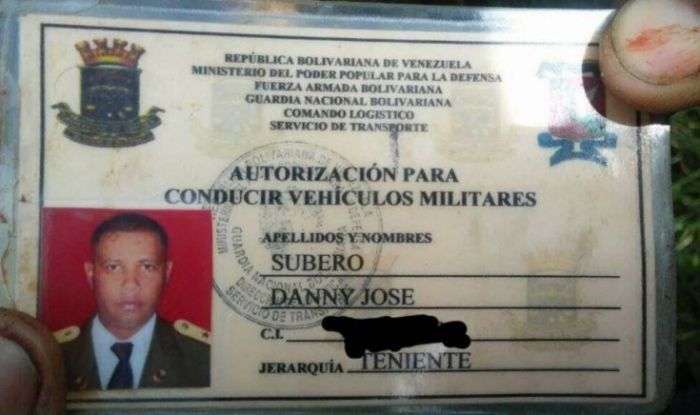 REPÚBLICA BOLIVARIANA DE VENEZUELA
MINISTERIO DEL PODER POPULAR PARA LA DEFENSA
FUERZA ARMADA BOLIVARIANA
GUARDIA NACIONAL BOLIVARIANA
COMANDO LOGISTICO
SERVICIO DE TRANSPORTE
AUTORIZACIÓN PARA
CONDUCIR VEHÍCULOS MILITARES
APELLIDOS Y NOMBRES
SUBERO
DANNY JOSE
C.I.
JERARQUÍA TENIENTE